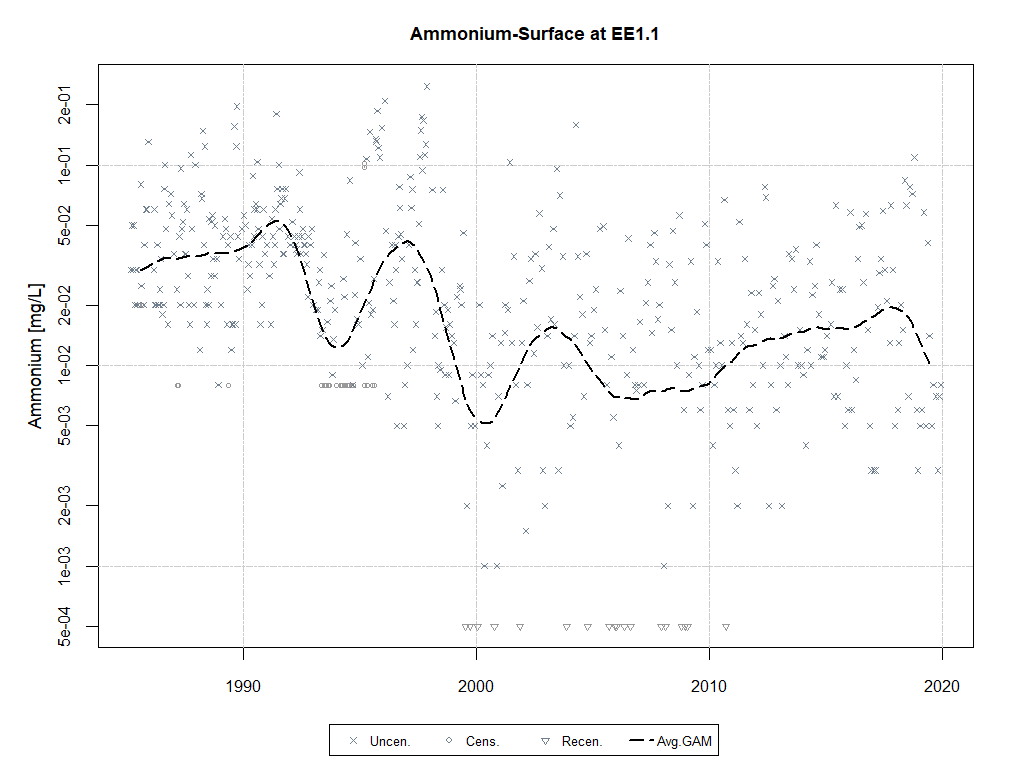 Ammonium-Surface at EE1.1
Ammonium [mg/L]
2e-01
1e-01
5e-02
2e-02
1e-02
5e-03
2e-03
1e-03
5e-04
1990 2000 2010 2020
Uncen. Cens. Recen. Avg.GAM